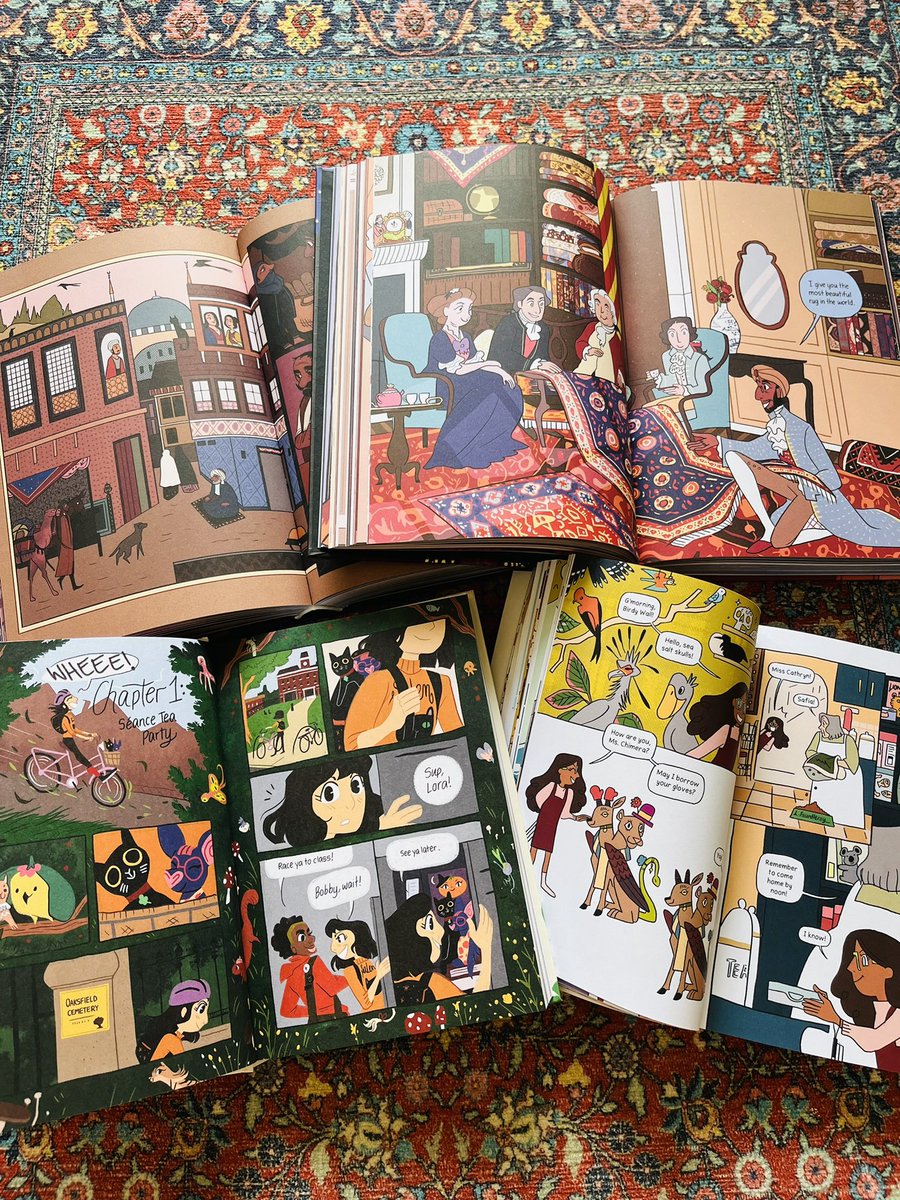 I give you the
most beautiful
rug in the world.
WHEEE!
Chapter 1:
Séance Tea
Party
OAKSFIELD
CEMETERY
Sup,
Lora!
Race ya to class!
Bobby, wait!
See ya later.
G'morning,
Birdy Wall!
Hello, sea
salt skulls!
How are you,
Ms. Chimera?
May I borrow
your gloves?
Miss Cathryn!
Safia!
Remember
to come
home by
noon!
I know!
TEA